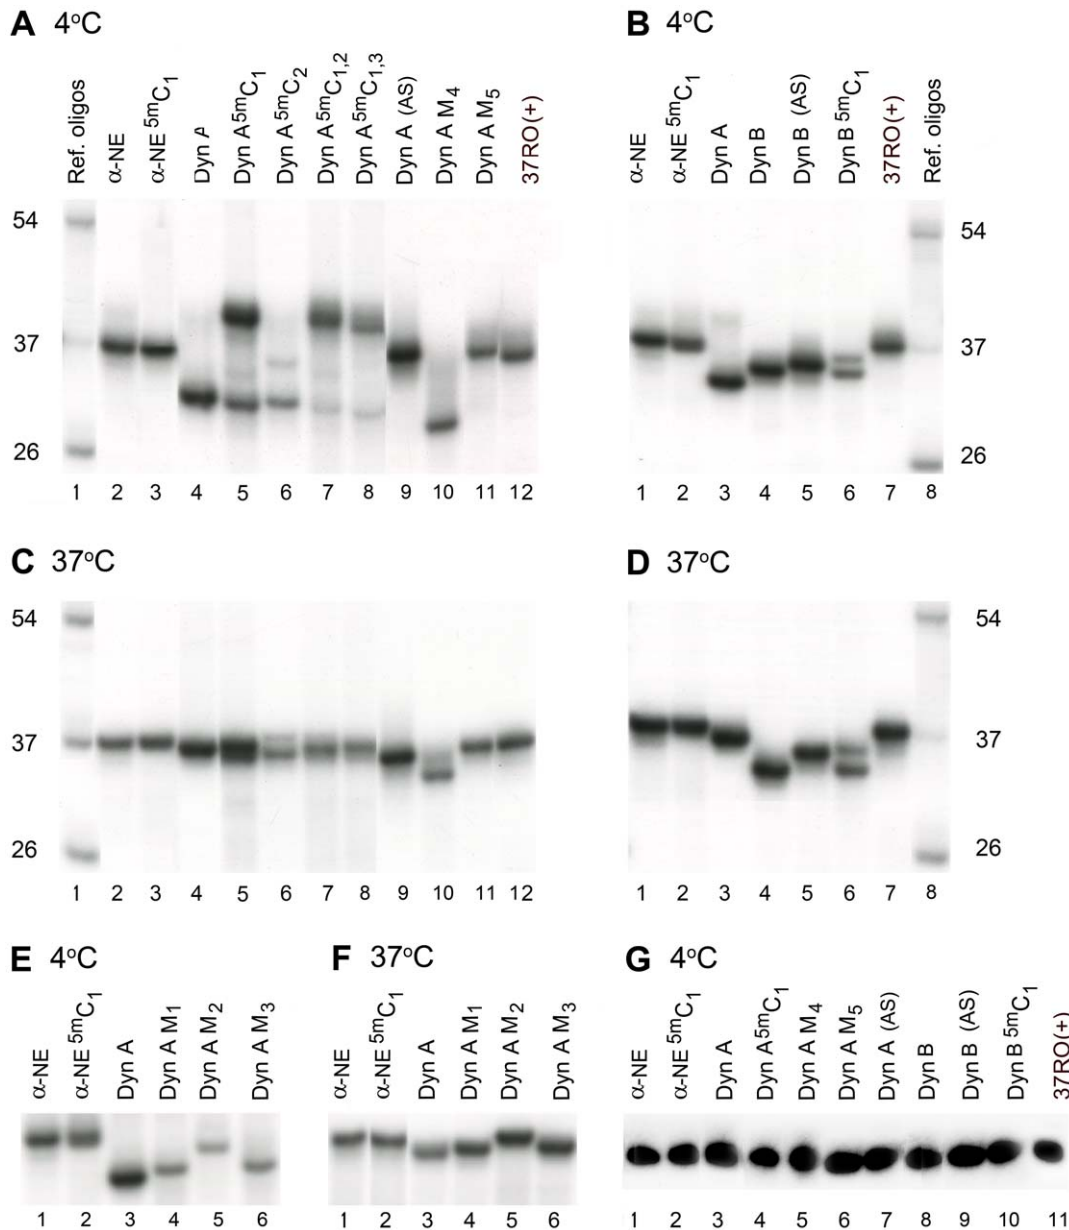 A 4°C
Ref. oligos
α-NE
α-NE 5mC1
Dyn A
Dyn A 5mC1
Dyn A 5mC2
Dyn A 5mC1,2
Dyn A 5mC1,3
Dyn A (AS)
Dyn A M4
Dyn A M5
37RO(+)
54
37
26
1 2 3 4 5 6 7 8 9 10 11 12
B 4°C
α-NE
α-NE 5mC1
Dyn A
Dyn B
Dyn B (AS)
Dyn B 5mC1
37RO(+)
Ref. oligos
54
37
26
1 2 3 4 5 6 7 8
C 37°C
54
37
26
1 2 3 4 5 6 7 8 9 10 11 12
D 37°C
54
37
26
1 2 3 4 5 6 7 8
E 4°C
α-NE
α-NE 5mC1
Dyn A
Dyn A M1
Dyn A M2
Dyn A M3
1 2 3 4 5 6
F 37°C
α-NE
α-NE 5mC1
Dyn A
Dyn A M1
Dyn A M2
Dyn A M3
1 2 3 4 5 6
G 4°C
α-NE
α-NE 5mC1
Dyn A
Dyn A 5mC1
Dyn A M4
Dyn A M5
Dyn A (AS)
Dyn B
Dyn B (AS)
Dyn B 5mC1
37RO(+)
1 2 3 4 5 6 7 8 9 10 11